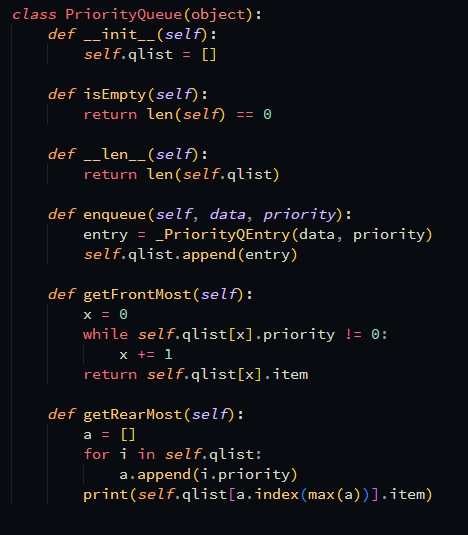 class PriorityQueue(object):
    def __init__(self):
        self.qlist = []

    def isEmpty(self):
        return len(self) == 0

    def __len__(self):
        return len(self.qlist)

    def enqueue(self, data, priority):
        entry = _PriorityQEntry(data, priority)
        self.qlist.append(entry)

    def getFrontMost(self):
        x = 0
        while self.qlist[x].priority != 0:
            x += 1
        return self.qlist[x].item

    def getRearMost(self):
        a = []
        for i in self.qlist:
            a.append(i.priority)
        print(self.qlist[a.index(max(a))].item)